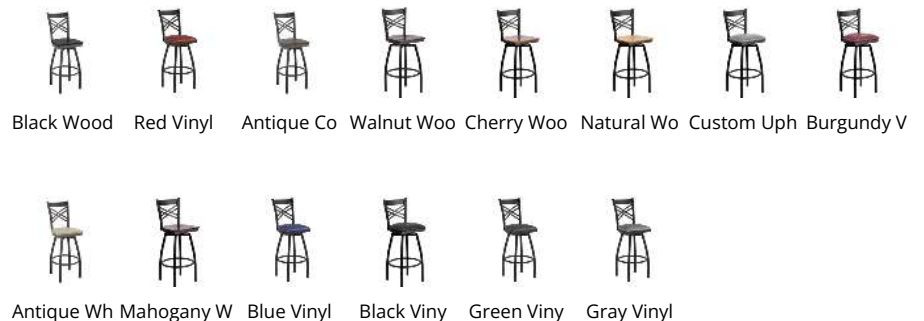 Black Wood Red Vinyl Antique Co Walnut Woo Cherry Woo Natural Wo Custom Uph Burgundy V
Antique Wh Mahogany W Blue Vinyl Black Viny Green Viny Gray Vinyl